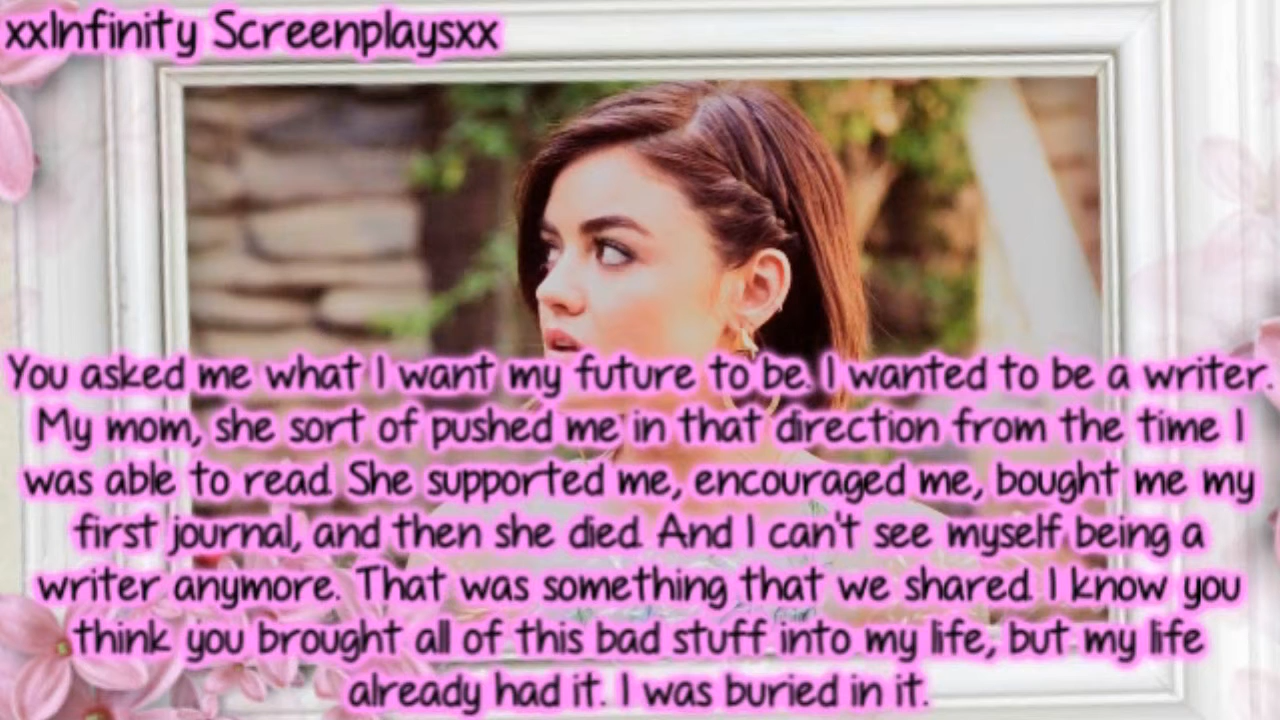 xxInfinity Screenplaysxx
You asked me what I want my future to be. I wanted to be a writer.
My mom, she sort of pushed me in that direction from the time I
was able to read. She supported me, encouraged me, bought me my
first journal, and then she died. And I can't see myself being a
writer anymore. That was something that we shared. I know you
think you brought all of this bad stuff into my life, but my life
already had it. I was buried in it.